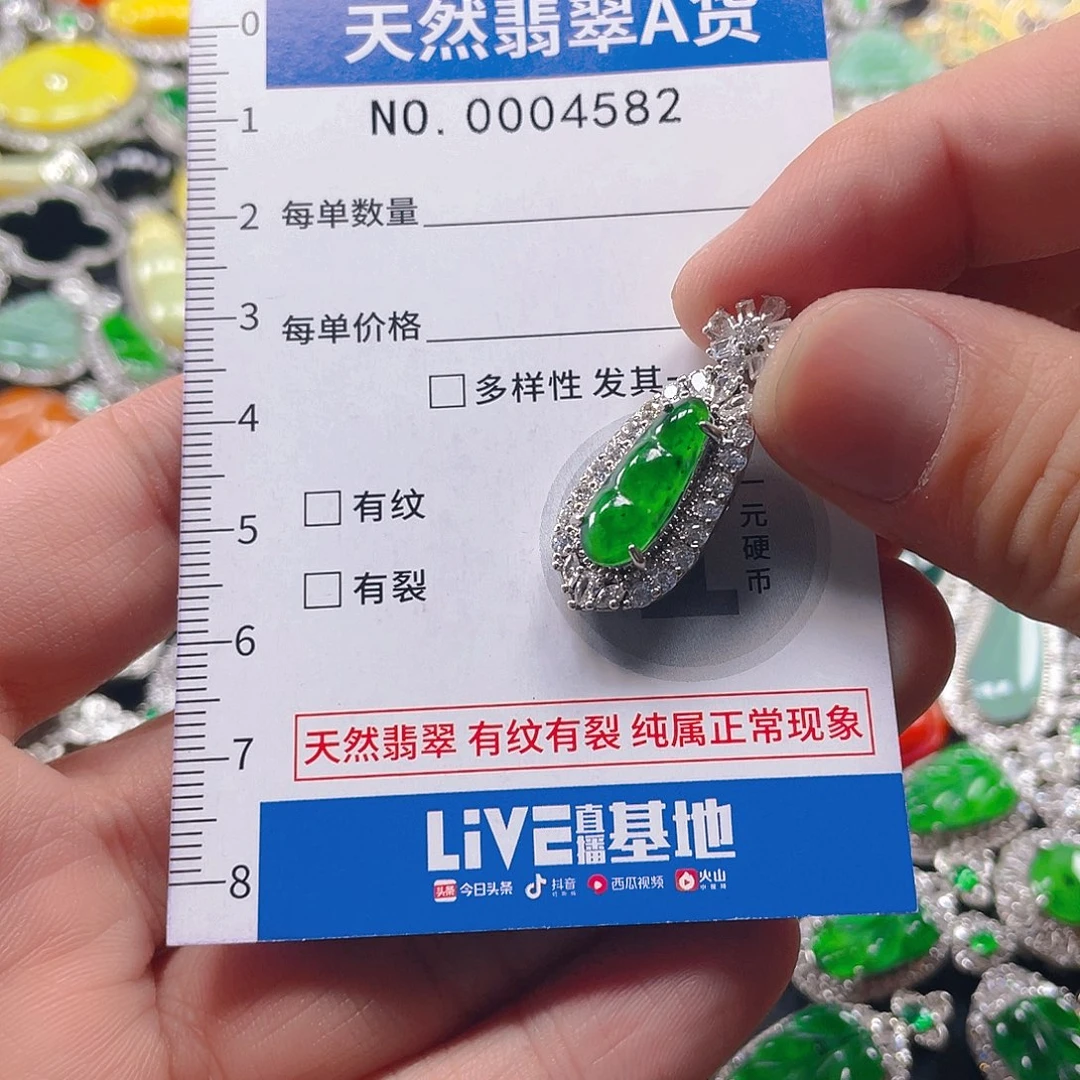 0
天然翡翠A货
1
NO. 0004582
2
每单数量
3
每单价格
多样性 发其一
4
有纹
一元硬币
5
有裂
6
天然翡翠 有纹有裂 纯属正常现象
7
LiVE直播基地
8
头条 今日头条 抖音 西瓜视频 火山